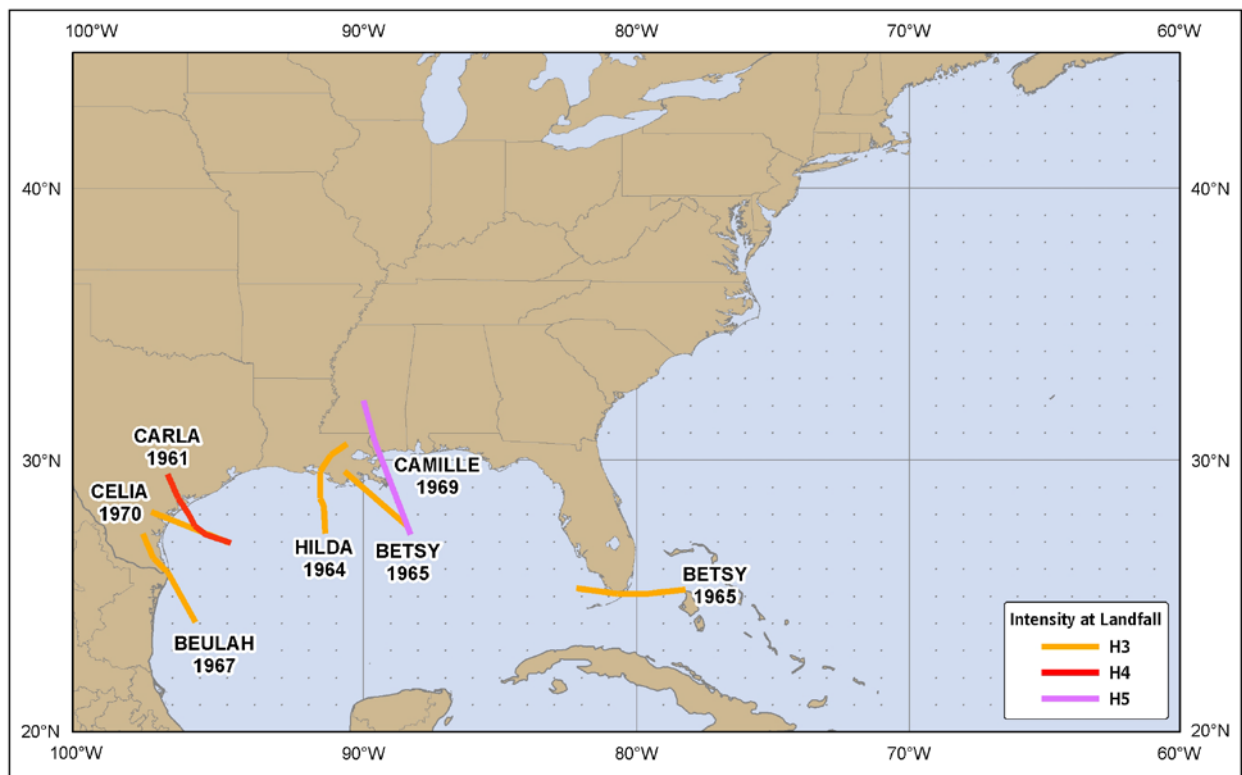 100°W 90°W 80°W 70°W 60°W
40°N 40°N
CARLA
1961
30°N 30°N
CAMILLE
1969
CELIA
1970
HILDA
1964
BETSY
1965
BETSY
1965
BEULAH
1967
Intensity at Landfall
H3
H4
H5
20°N 20°N
100°W 90°W 80°W 70°W 60°W